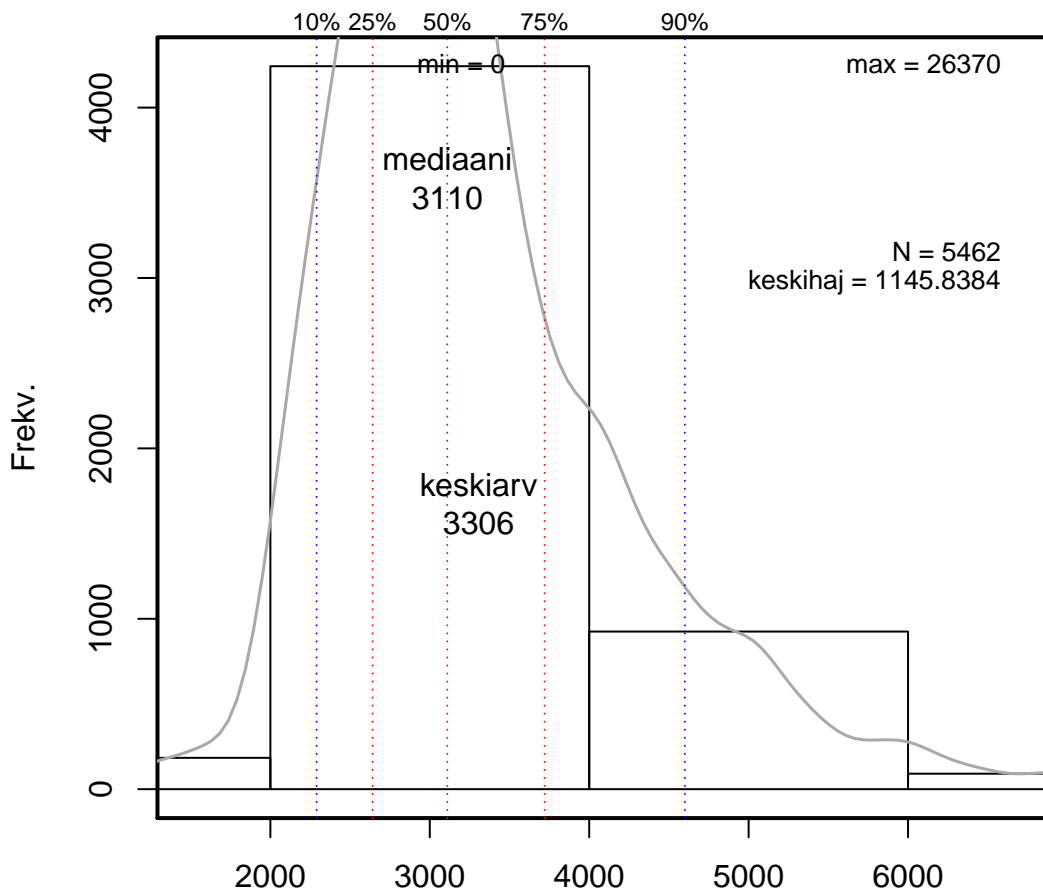 10% 25% 50% 75% 90%
min = 0 max = 26370
mediaani
3110
N = 5462
keskihaj = 1145.8384
keskiarv
3306
Frekv.
4000
3000
2000
1000
0
2000 3000 4000 5000 6000